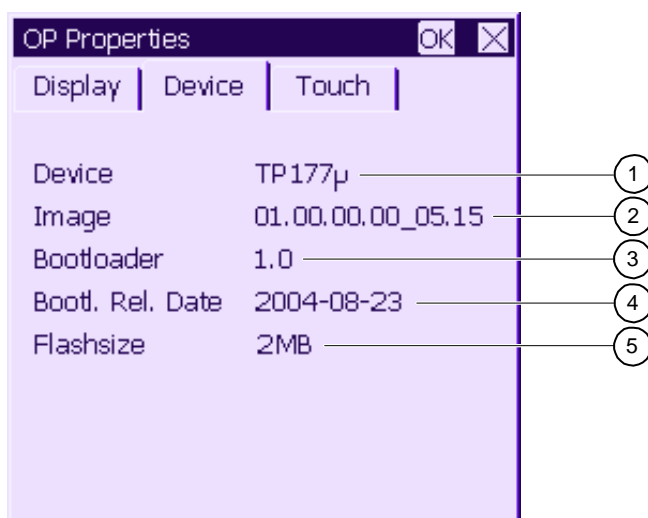 OP Properties OK
Display Device Touch
Device TP177µ 1
Image 01.00.00.00_05.15 2
Bootloader 1.0 3
Bootl. Rel. Date 2004-08-23 4
Flashsize 2MB 5